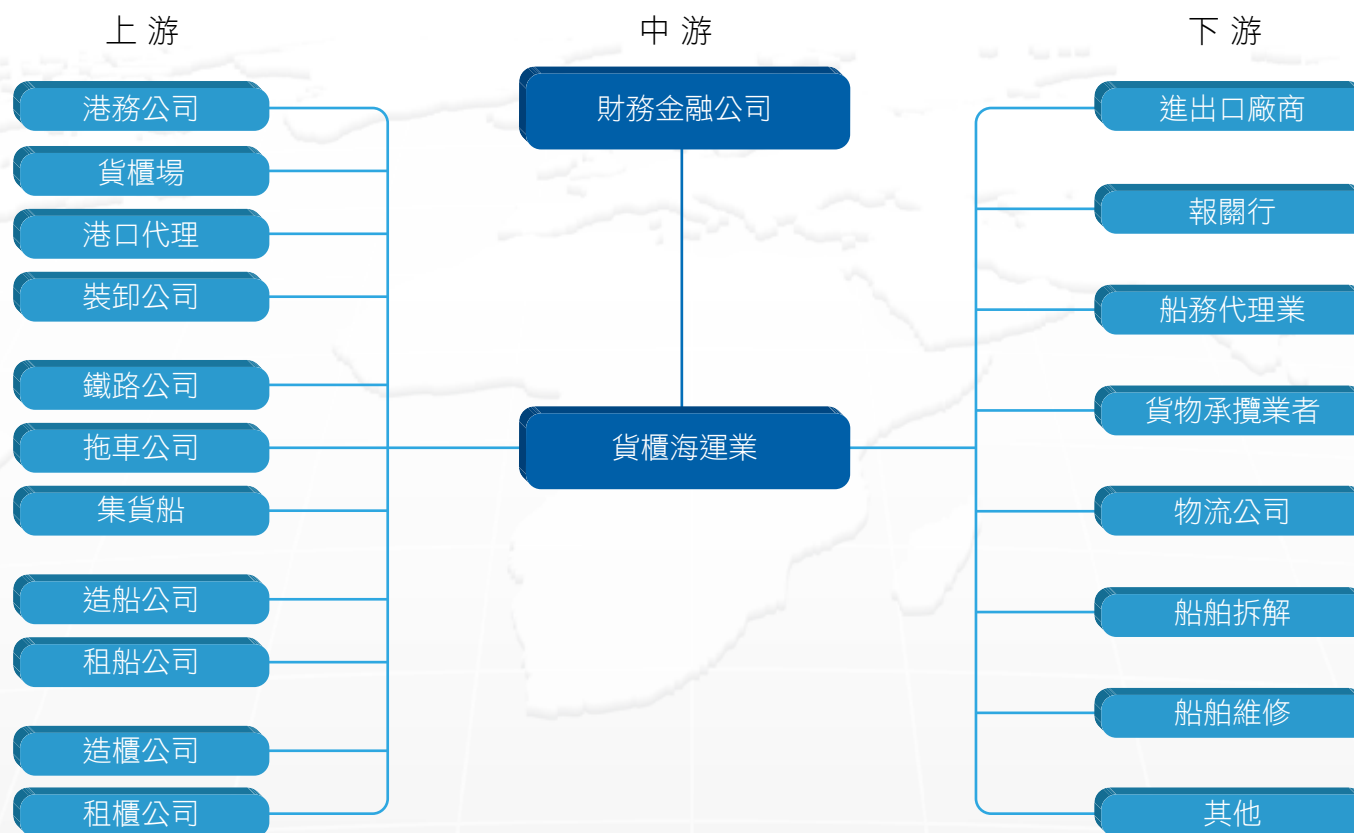 上游
中游
下游
港務公司
貨櫃場
港口代理
裝卸公司
鐵路公司
拖車公司
集貨船
造船公司
租船公司
造櫃公司
租櫃公司
財務金融公司
貨櫃海運業
進出口廠商
報關行
船務代理業
貨物承攬業者
物流公司
船舶拆解
船舶維修
其他